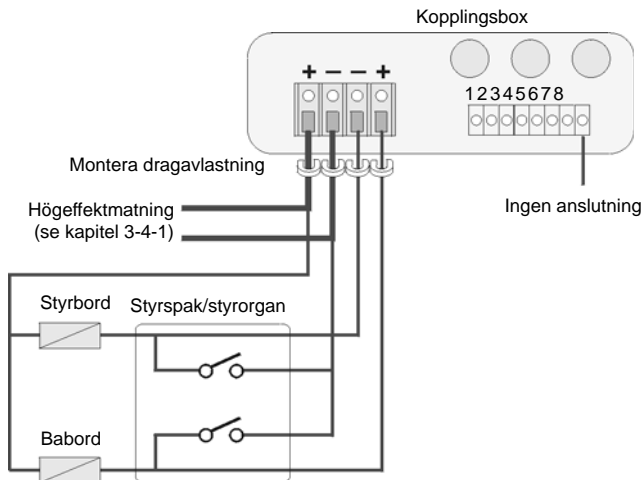 Kopplingsbox
+ – – +
12345678
Montera dragavlastning
Högeffektmatning
(se kapitel 3-4-1)
Ingen anslutning
Styrbord
Styrspak/styrorgan
Babord